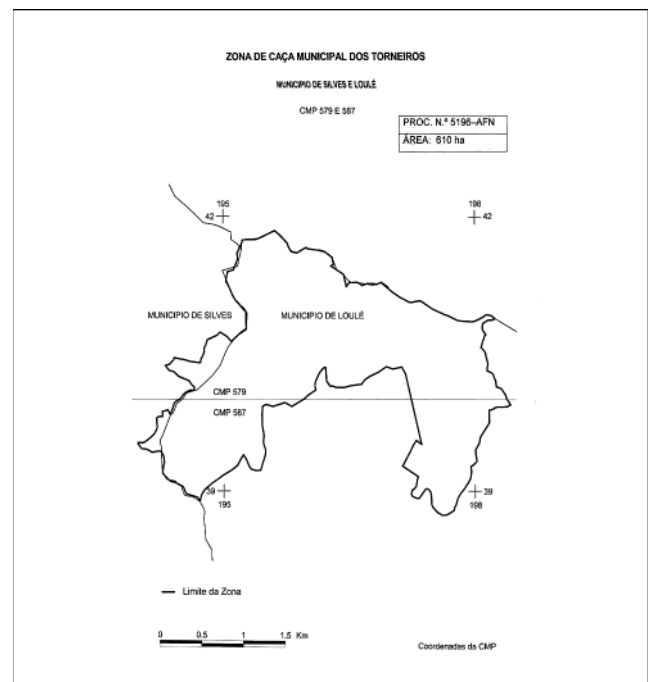 ZONA DE CAÇA MUNICIPAL DOS TORNEIROS
MUNICIPIO DE SILVES E LOULÉ
CMP 579 E 587
PROC. N.º 5196-AFN
ÁREA: 610 ha
195
42
198
42
MUNICIPIO DE SILVES
MUNICIPIO DE LOULÉ
CMP 579
CMP 587
39
195
39
198
Limite da Zona
0 0.5 1 1.5 Km
Coordenadas da CMP